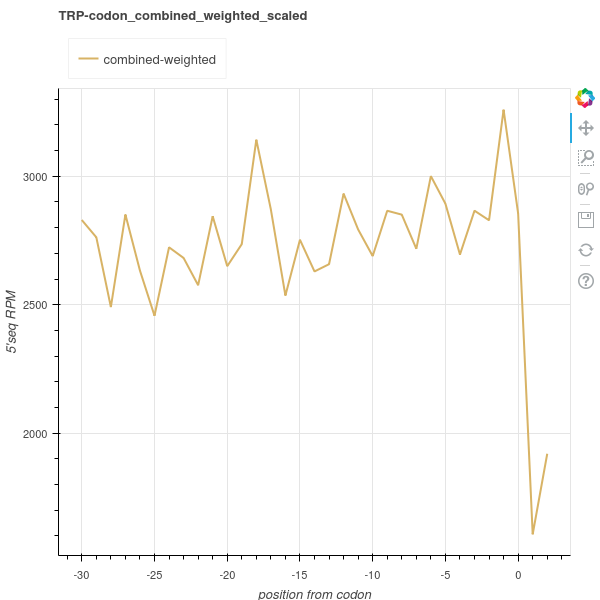 TRP-codon_combined_weighted_scaled
combined-weighted
3000
2500
2000
5'seq RPM
-30
-25
-20
-15
-10
-5
0
position from codon
?